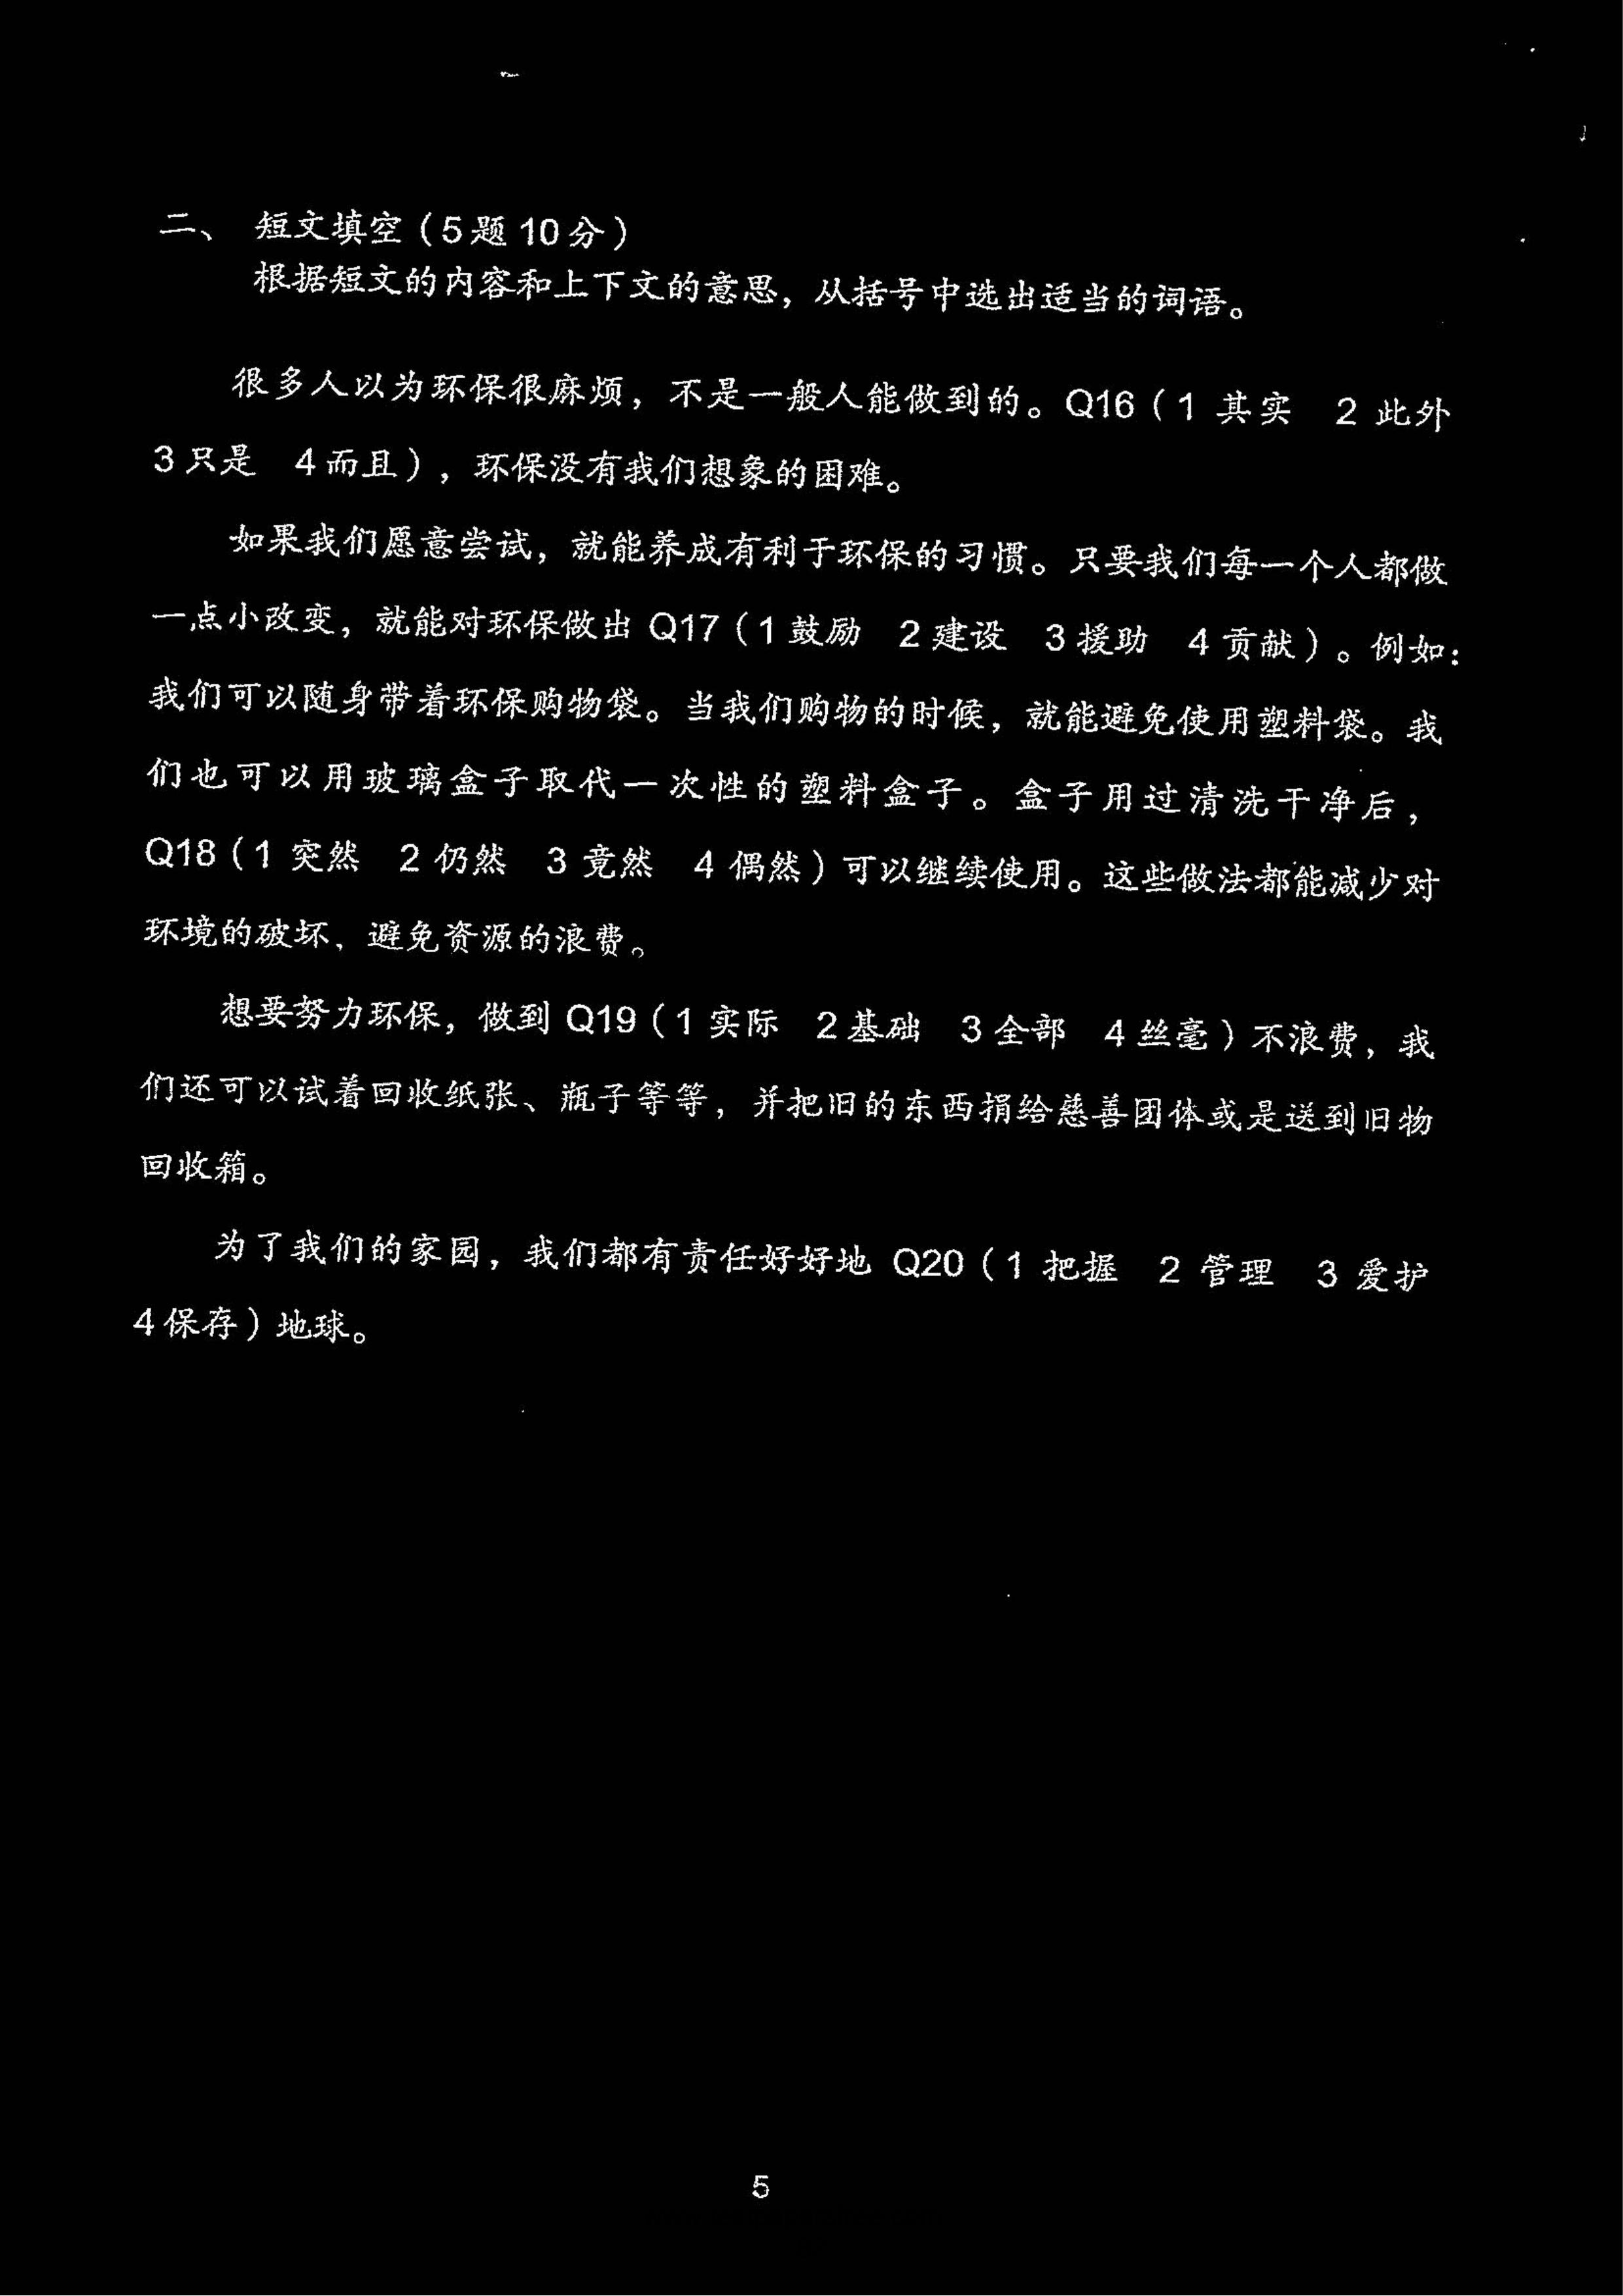 二、 短文填空（5题10分）
根据短文的内容和上下文的意思，从括号中选出适当的词语。
很多人以为环保很麻烦，不是一般人能做到的。Q16（1 其实 2 此外
3只是 4而且），环保没有我们想象的困难。
如果我们愿意尝试，就能养成有利于环保的习惯。只要我们每一个人都做
一点小改变，就能对环保做出 Q17（1鼓励 2建设 3援助 4贡献）。例如：
我们可以随身带着环保购物袋。当我们购物的时候，就能避免使用塑料袋。我
们也可以用玻璃盒子取代一次性的塑料盒子。盒子用过清洗干净后，
Q18（1 突然 2 仍然 3 竟然 4 偶然）可以继续使用。这些做法都能减少对
环境的破坏、避免资源的浪费。
想要努力环保，做到 Q19（1 实际 2基础 3全部 4丝毫）不浪费，我
们还可以试着回收纸张、瓶子等等，并把旧的东西捐给慈善团体或是送到旧物
回收箱。
为了我们的家园，我们都有责任好好地 Q20（1 把握 2 管理 3 爱护
4保存）地球。
5